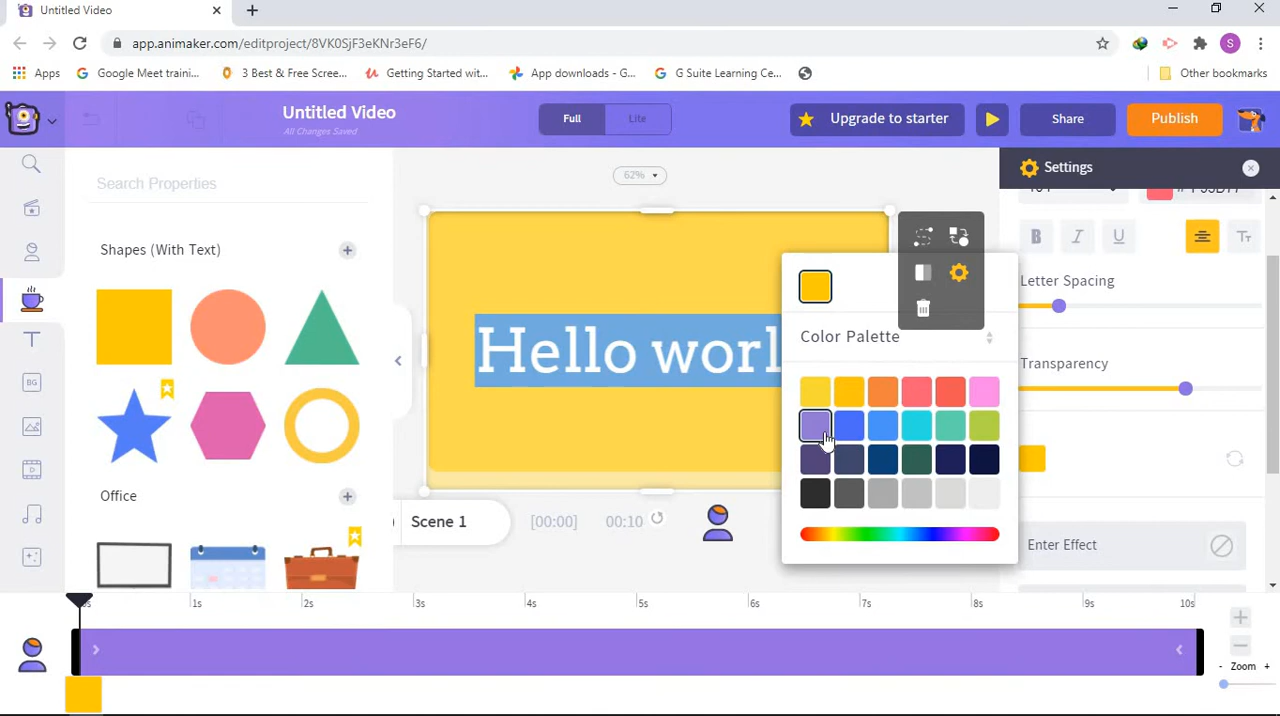 Untitled Video
app.animaker.com/editproject/8VK0SjF3eKNr3eF6/
Apps
Google Meet traini...
3 Best & Free Scree...
Getting Started wit...
App downloads - G...
G Suite Learning Ce...
Other bookmarks
Untitled Video
All Changes Saved
Full
Lite
Upgrade to starter
Share
Publish
Search Properties
62%
Settings
Shapes (With Text)
B I U
Tr
Letter Spacing
Color Palette
Hello worl
Transparency
Office
Scene 1
[00:00]
00:10
Enter Effect
1s
2s
3s
4s
5s
6s
7s
8s
9s
10s
- Zoom +